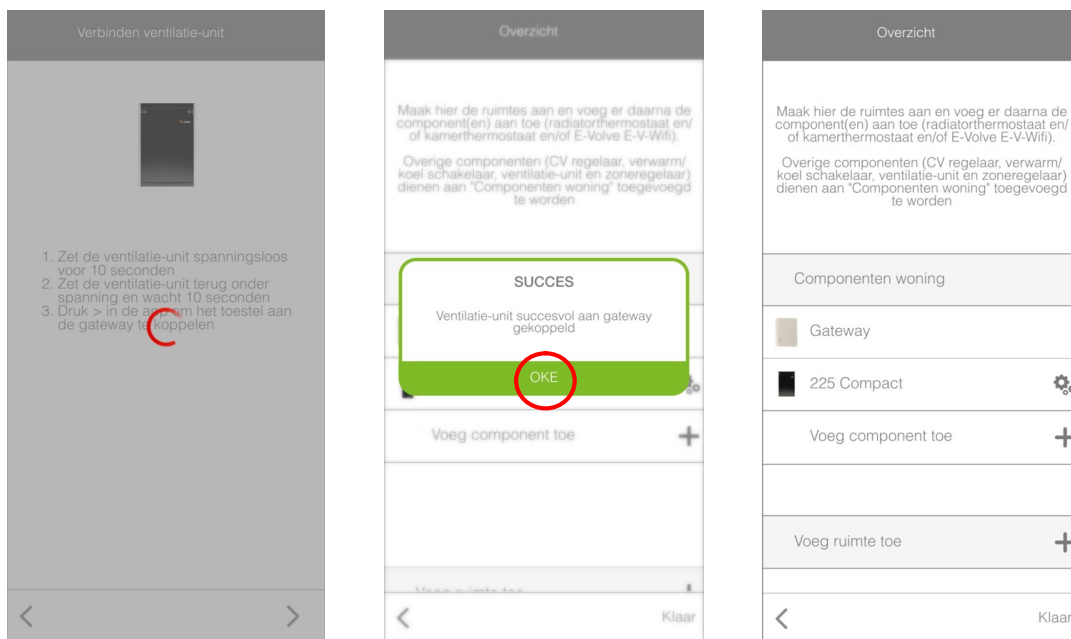 Verbinden ventilatie-unit
1. Zet de ventilatie-unit spanningsloos
voor 10 seconden
2. Zet de ventilatie-unit terug onder
spanning en wacht 10 seconden
3. Druk > in de app om het toestel aan
de gateway te koppelen
Overzicht
Maak hier de ruimtes aan en voeg er daarna de
component(en) aan toe (radiatorthermostaat en/
of kamerthermostaat en/of E-Volve E-V-Wifi).
Overige componenten (CV regelaar, verwarm/
koel schakelaar, ventilatie-unit en zoneregelaar)
dienen aan "Componenten woning" toegevoegd
te worden
SUCCES
Ventilatie-unit succesvol aan gateway
gekoppeld
OKE
Voeg component toe
Voeg ruimte toe
Klaar
Overzicht
Maak hier de ruimtes aan en voeg er daarna de
component(en) aan toe (radiatorthermostaat en/
of kamerthermostaat en/of E-Volve E-V-Wifi).
Overige componenten (CV regelaar, verwarm/
koel schakelaar, ventilatie-unit en zoneregelaar)
dienen aan "Componenten woning" toegevoegd
te worden
Componenten woning
Gateway
225 Compact
Voeg component toe
Voeg ruimte toe
Klaar